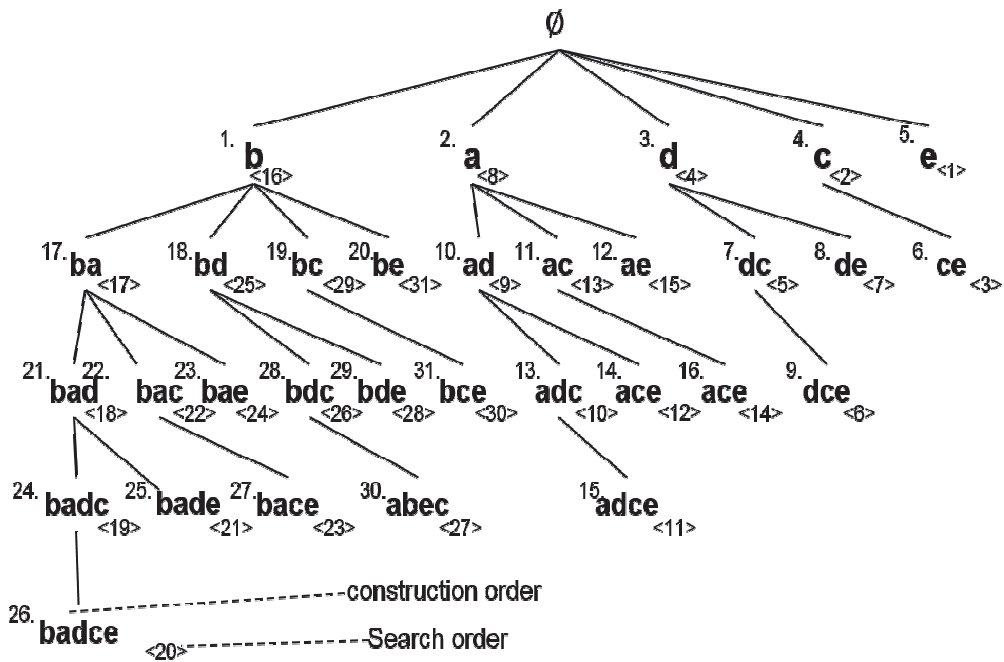 Ø
1. b <16> 2. a <8> 3. d <4> 4. c <2> 5. e <1>
17. ba <17> 18. bd <25> 19. bc <29> 20. be <31> 10. ad <9> 11. ac <13> 12. ae <15> 7. dc <5> 8. de <7> 6. ce <3>
21. bad <18> 22. bac <22> 23. bae <24> 28. bdc <26> 29. bde <28> 31. bce <30> 13. adc <10> 14. ace <12> 16. ace <14> 9. dce <6>
24. badc <19> 25. bade <21> 27. bace <23> 30. abec <27> 15. adce <11>
construction order
26. badce <20> Search order